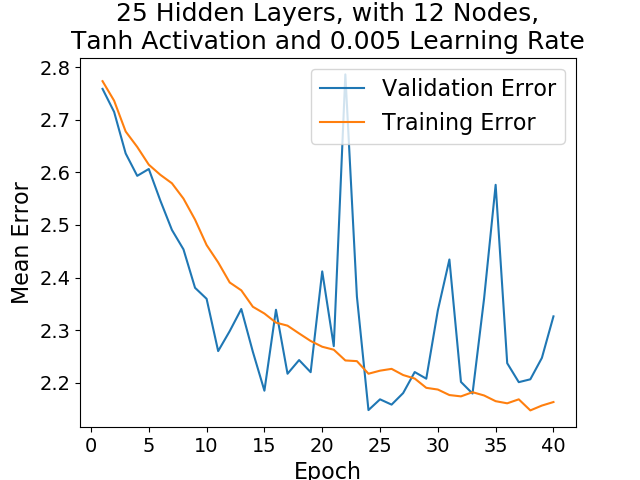 25 Hidden Layers, with 12 Nodes,
Tanh Activation and 0.005 Learning Rate
Validation Error
Training Error
Mean Error
2.8
2.7
2.6
2.5
2.4
2.3
2.2
0 5 10 15 20 25 30 35 40
Epoch